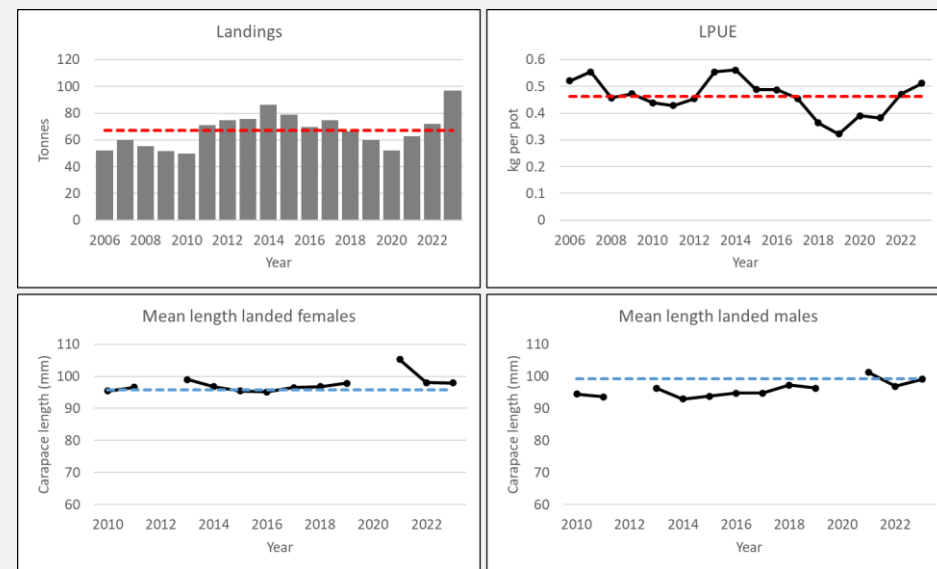 Landings
120
100
80
60
40
20
0
Tonnes
2006 2008 2010 2012 2014 2016 2018 2020 2022
Year
LPUE
0.6
0.5
0.4
0.3
0.2
0.1
0
kg per pot
2006 2008 2010 2012 2014 2016 2018 2020 2022
Year
Mean length landed females
110
100
90
80
70
60
Carapace length (mm)
2010 2012 2014 2016 2018 2020 2022
Year
Mean length landed males
110
100
90
80
70
60
Carapace length (mm)
2010 2012 2014 2016 2018 2020 2022
Year